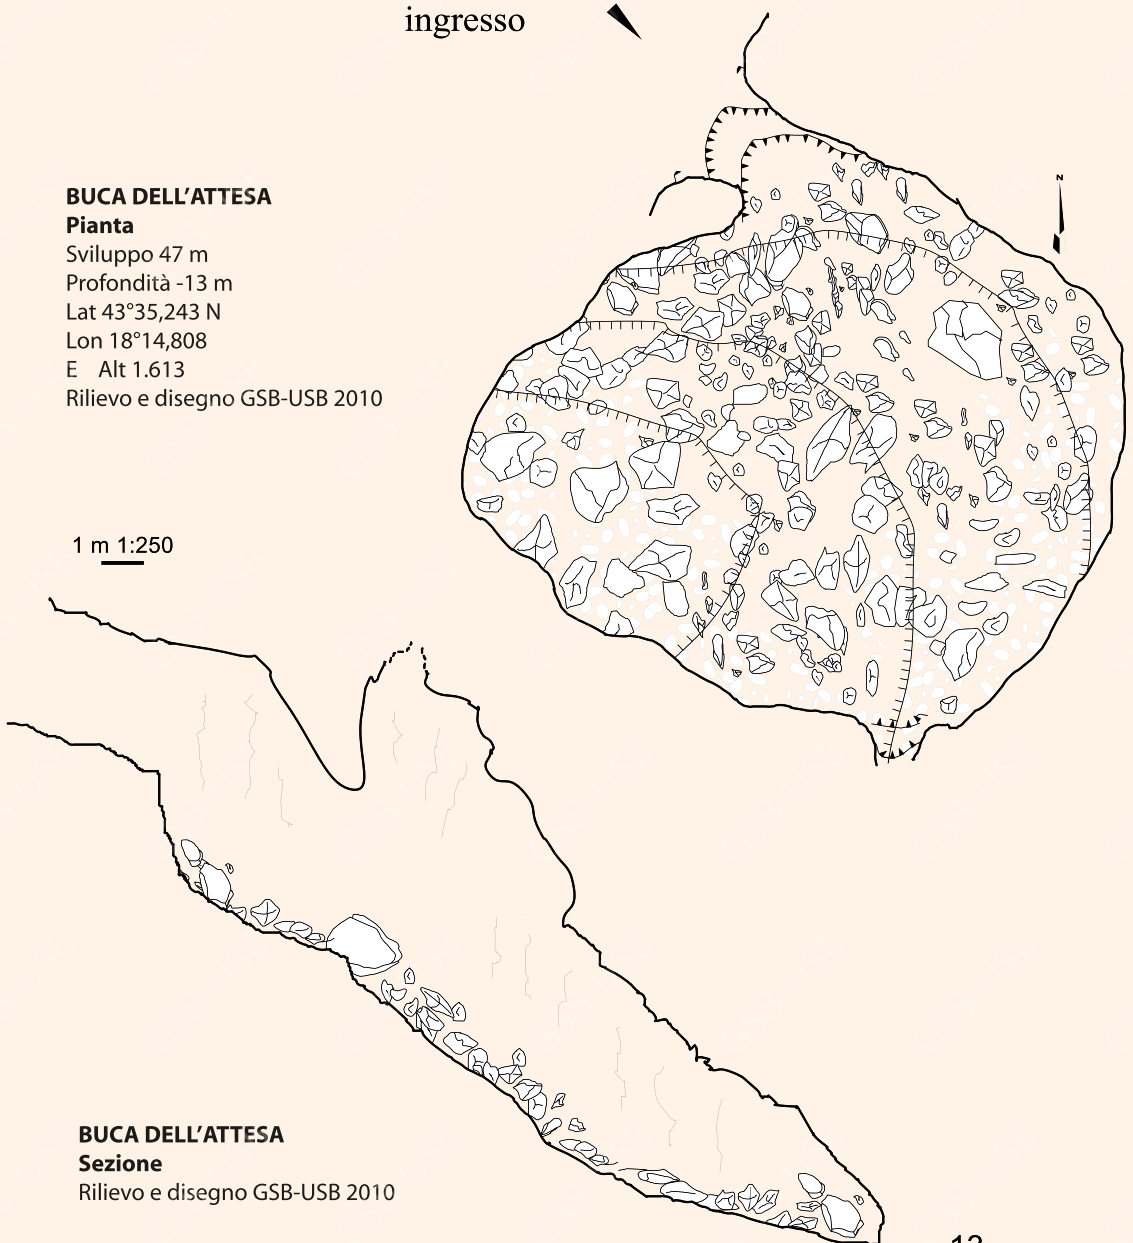 ingresso
BUCA DELL'ATTESA
Pianta
Sviluppo 47 m
Profondità -13 m
Lat 43°35,243 N
Lon 18°14,808
E Alt 1.613
Rilievo e disegno GSB-USB 2010
N
1 m 1:250
BUCA DELL'ATTESA
Sezione
Rilievo e disegno GSB-USB 2010